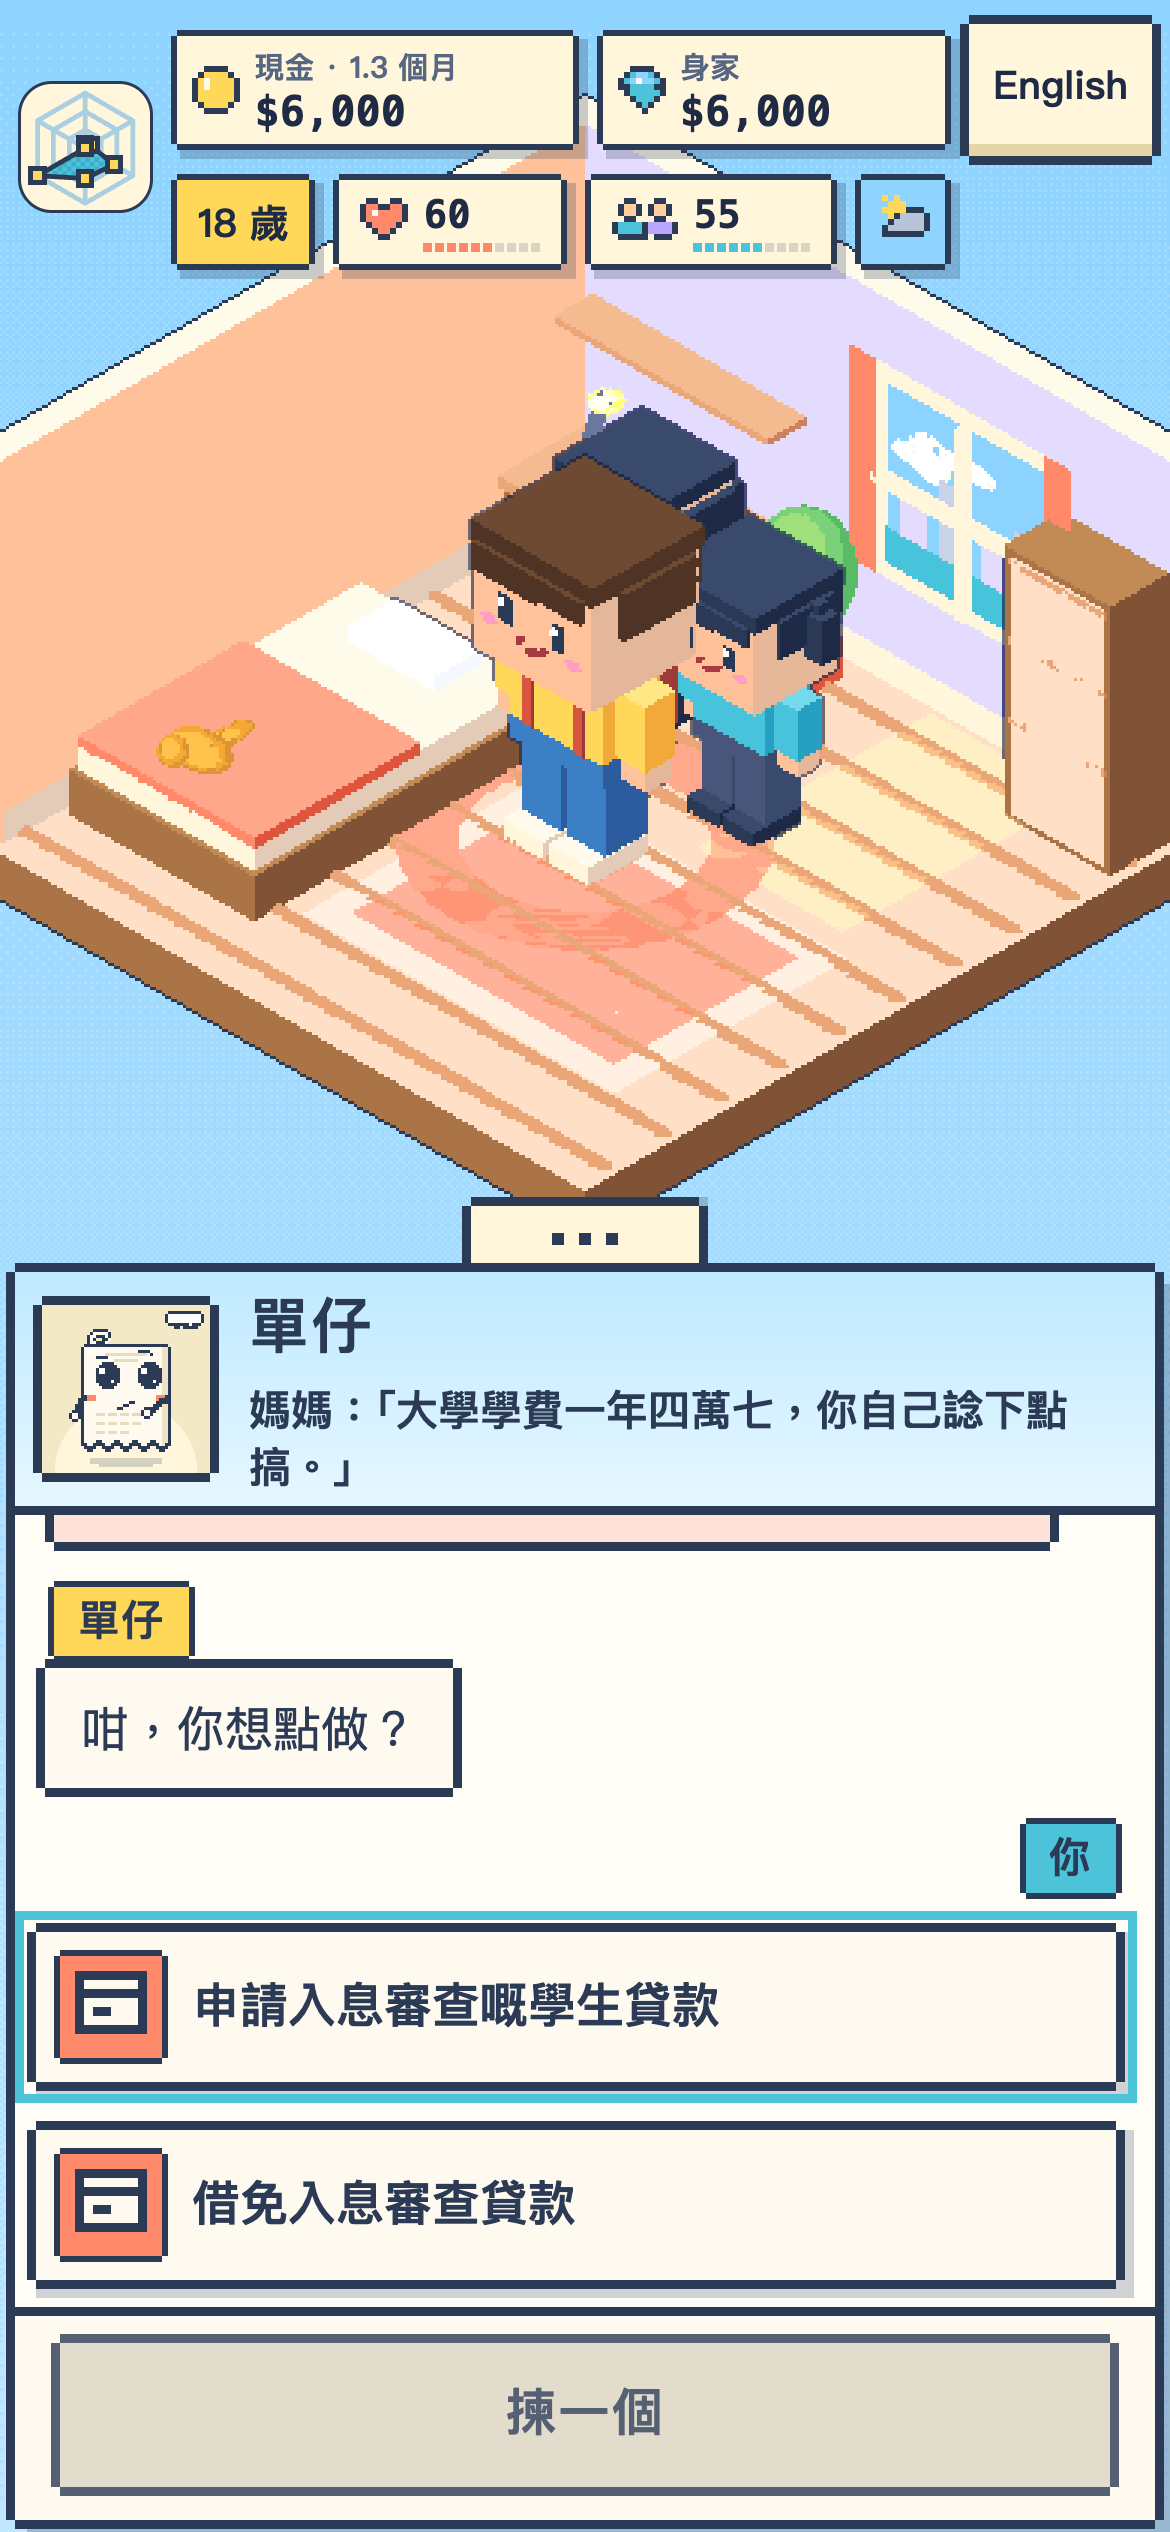 現金 · 1.3 個月
$6,000
身家
$6,000
English
18 歲
60
55
單仔
媽媽：「大學學費一年四萬七，你自己諗下點
搞。」
單仔
咁，你想點做？
你
申請入息審查嘅學生貸款
借免入息審查貸款
揀一個